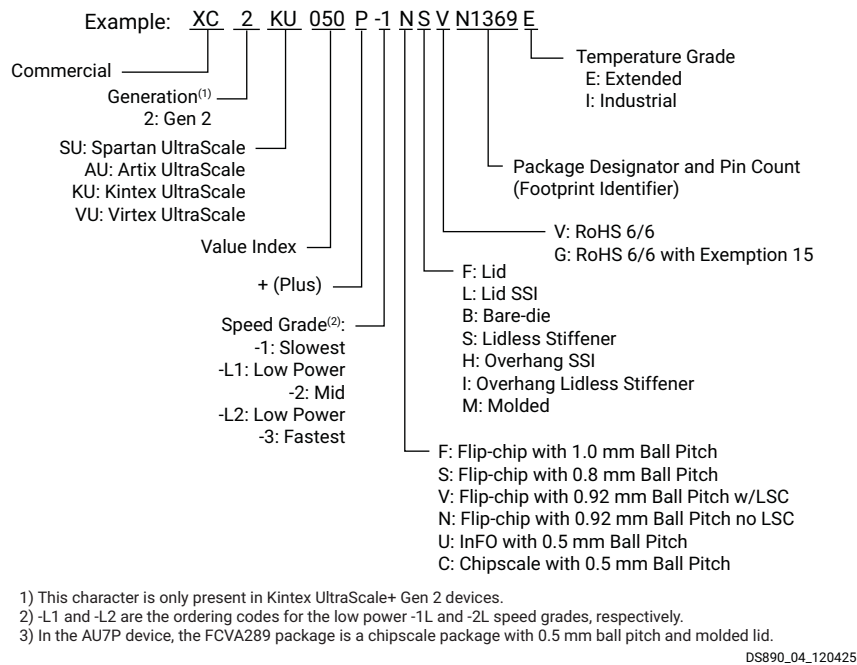 Example: XC 2 KU 050 P -1 N S V N1369 E
Temperature Grade
E: Extended
I: Industrial
Commercial
Generation(1)
2: Gen 2
SU: Spartan UltraScale
AU: Artix UltraScale
KU: Kintex UltraScale
VU: Virtex UltraScale
Package Designator and Pin Count
(Footprint Identifier)
Value Index
V: RoHS 6/6
G: RoHS 6/6 with Exemption 15
+ (Plus)
F: Lid
L: Lid SSI
B: Bare-die
S: Lidless Stiffener
H: Overhang SSI
I: Overhang Lidless Stiffener
M: Molded
Speed Grade(2):
-1: Slowest
-L1: Low Power
-2: Mid
-L2: Low Power
-3: Fastest
F: Flip-chip with 1.0 mm Ball Pitch
S: Flip-chip with 0.8 mm Ball Pitch
V: Flip-chip with 0.92 mm Ball Pitch w/LSC
N: Flip-chip with 0.92 mm Ball Pitch no LSC
U: InFO with 0.5 mm Ball Pitch
C: Chipscale with 0.5 mm Ball Pitch
1) This character is only present in Kintex UltraScale+ Gen 2 devices.
2) -L1 and -L2 are the ordering codes for the low power -1L and -2L speed grades, respectively.
3) In the AU7P device, the FCVA289 package is a chipscale package with 0.5 mm ball pitch and molded lid.
DS890_04_120425